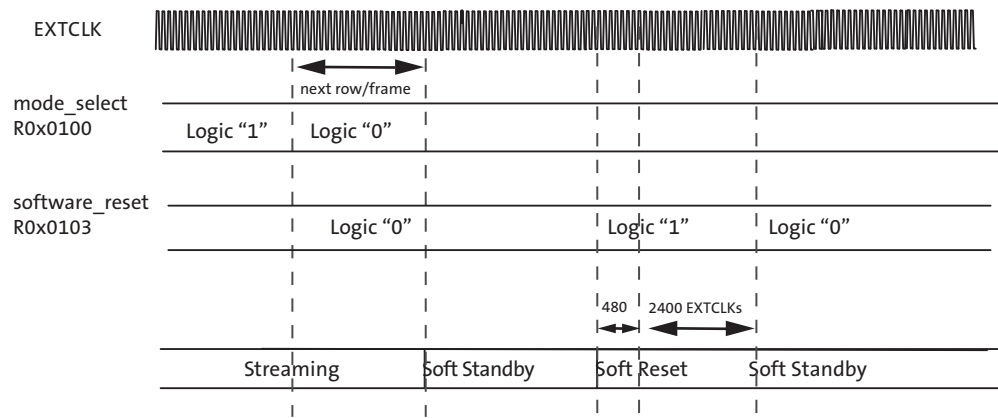 EXTCLK
next row/frame
mode_select
R0x0100
Logic “1” Logic “0”
software_reset
R0x0103
Logic “0” Logic “1” Logic “0”
480 2400 EXTCLKs
Streaming Soft Standby Soft Reset Soft Standby